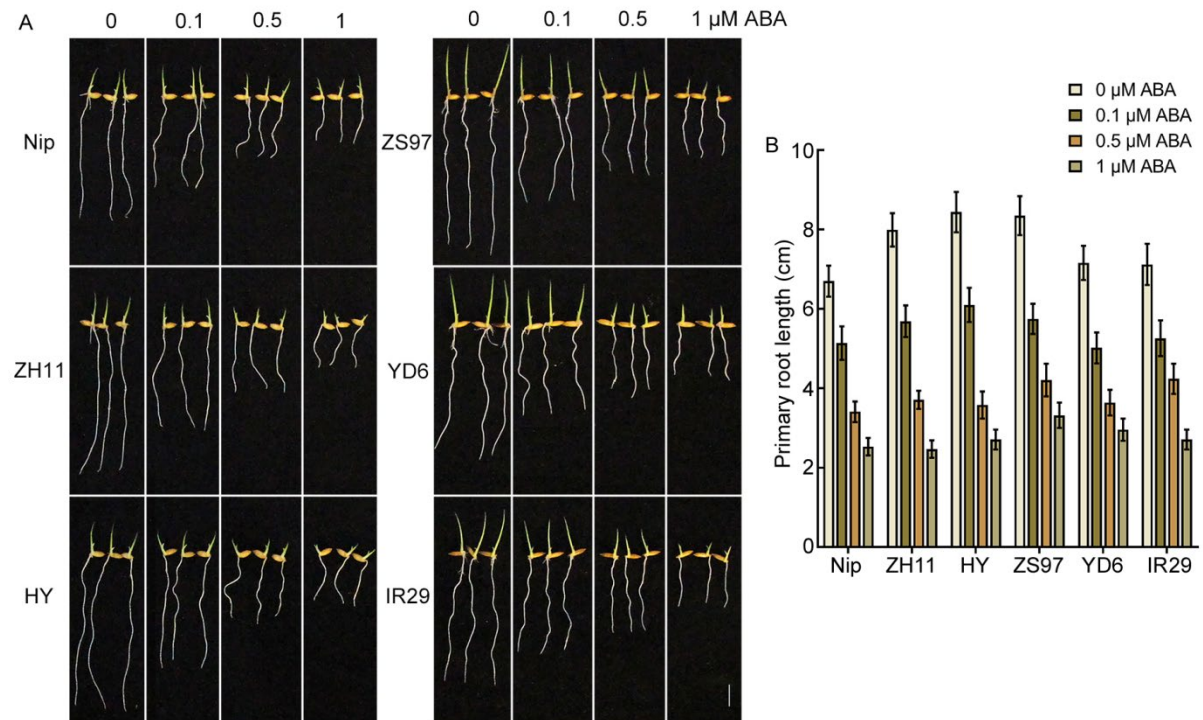 A
0 0.1 0.5 1 0 0.1 0.5 1 µM ABA
Nip
ZS97
ZH11
YD6
HY
IR29
B
0 µM ABA
0.1 µM ABA
0.5 µM ABA
1 µM ABA
Primary root length (cm)
10
8
6
4
2
0
Nip ZH11 HY ZS97 YD6 IR29